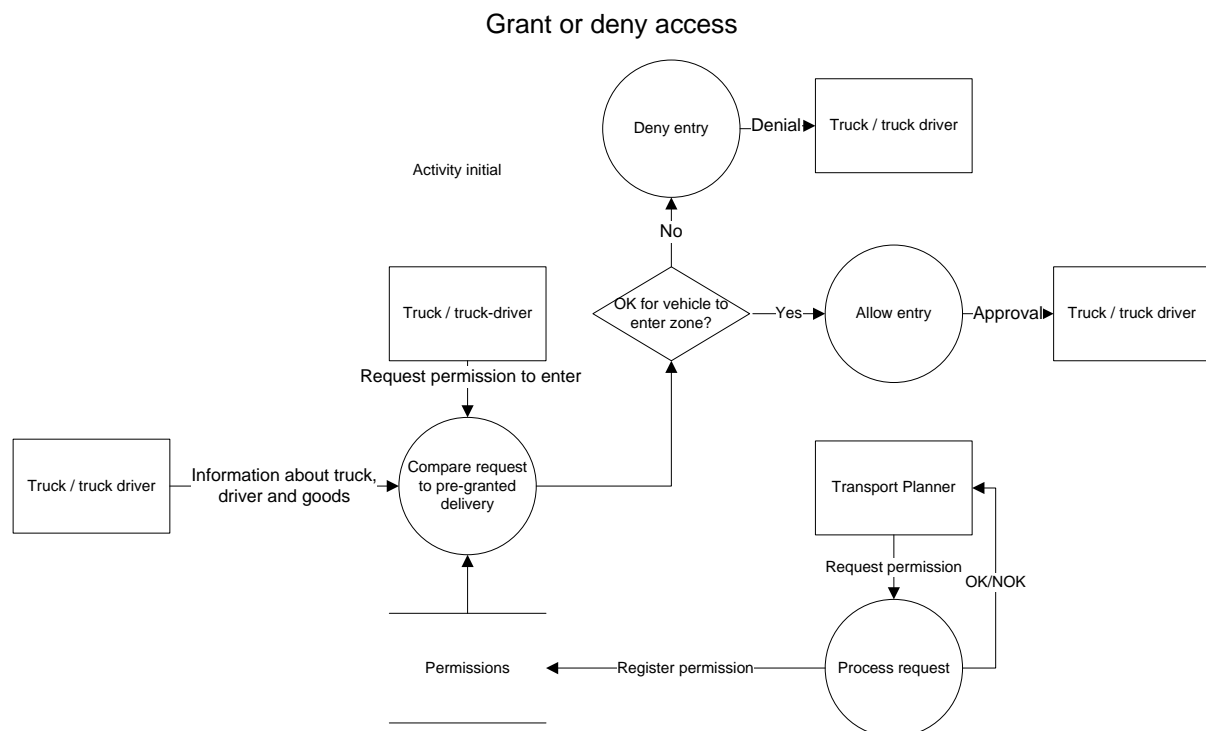 Grant or deny access
Deny entry
Denial
Truck / truck driver
Activity initial
No
Truck / truck-driver
OK for vehicle to
enter zone?
Yes
Allow entry
Approval
Truck / truck driver
Request permission to enter
Truck / truck driver
Information about truck,
driver and goods
Compare request
to pre-granted
delivery
Transport Planner
Request permission
OK/NOK
Permissions
Register permission
Process request